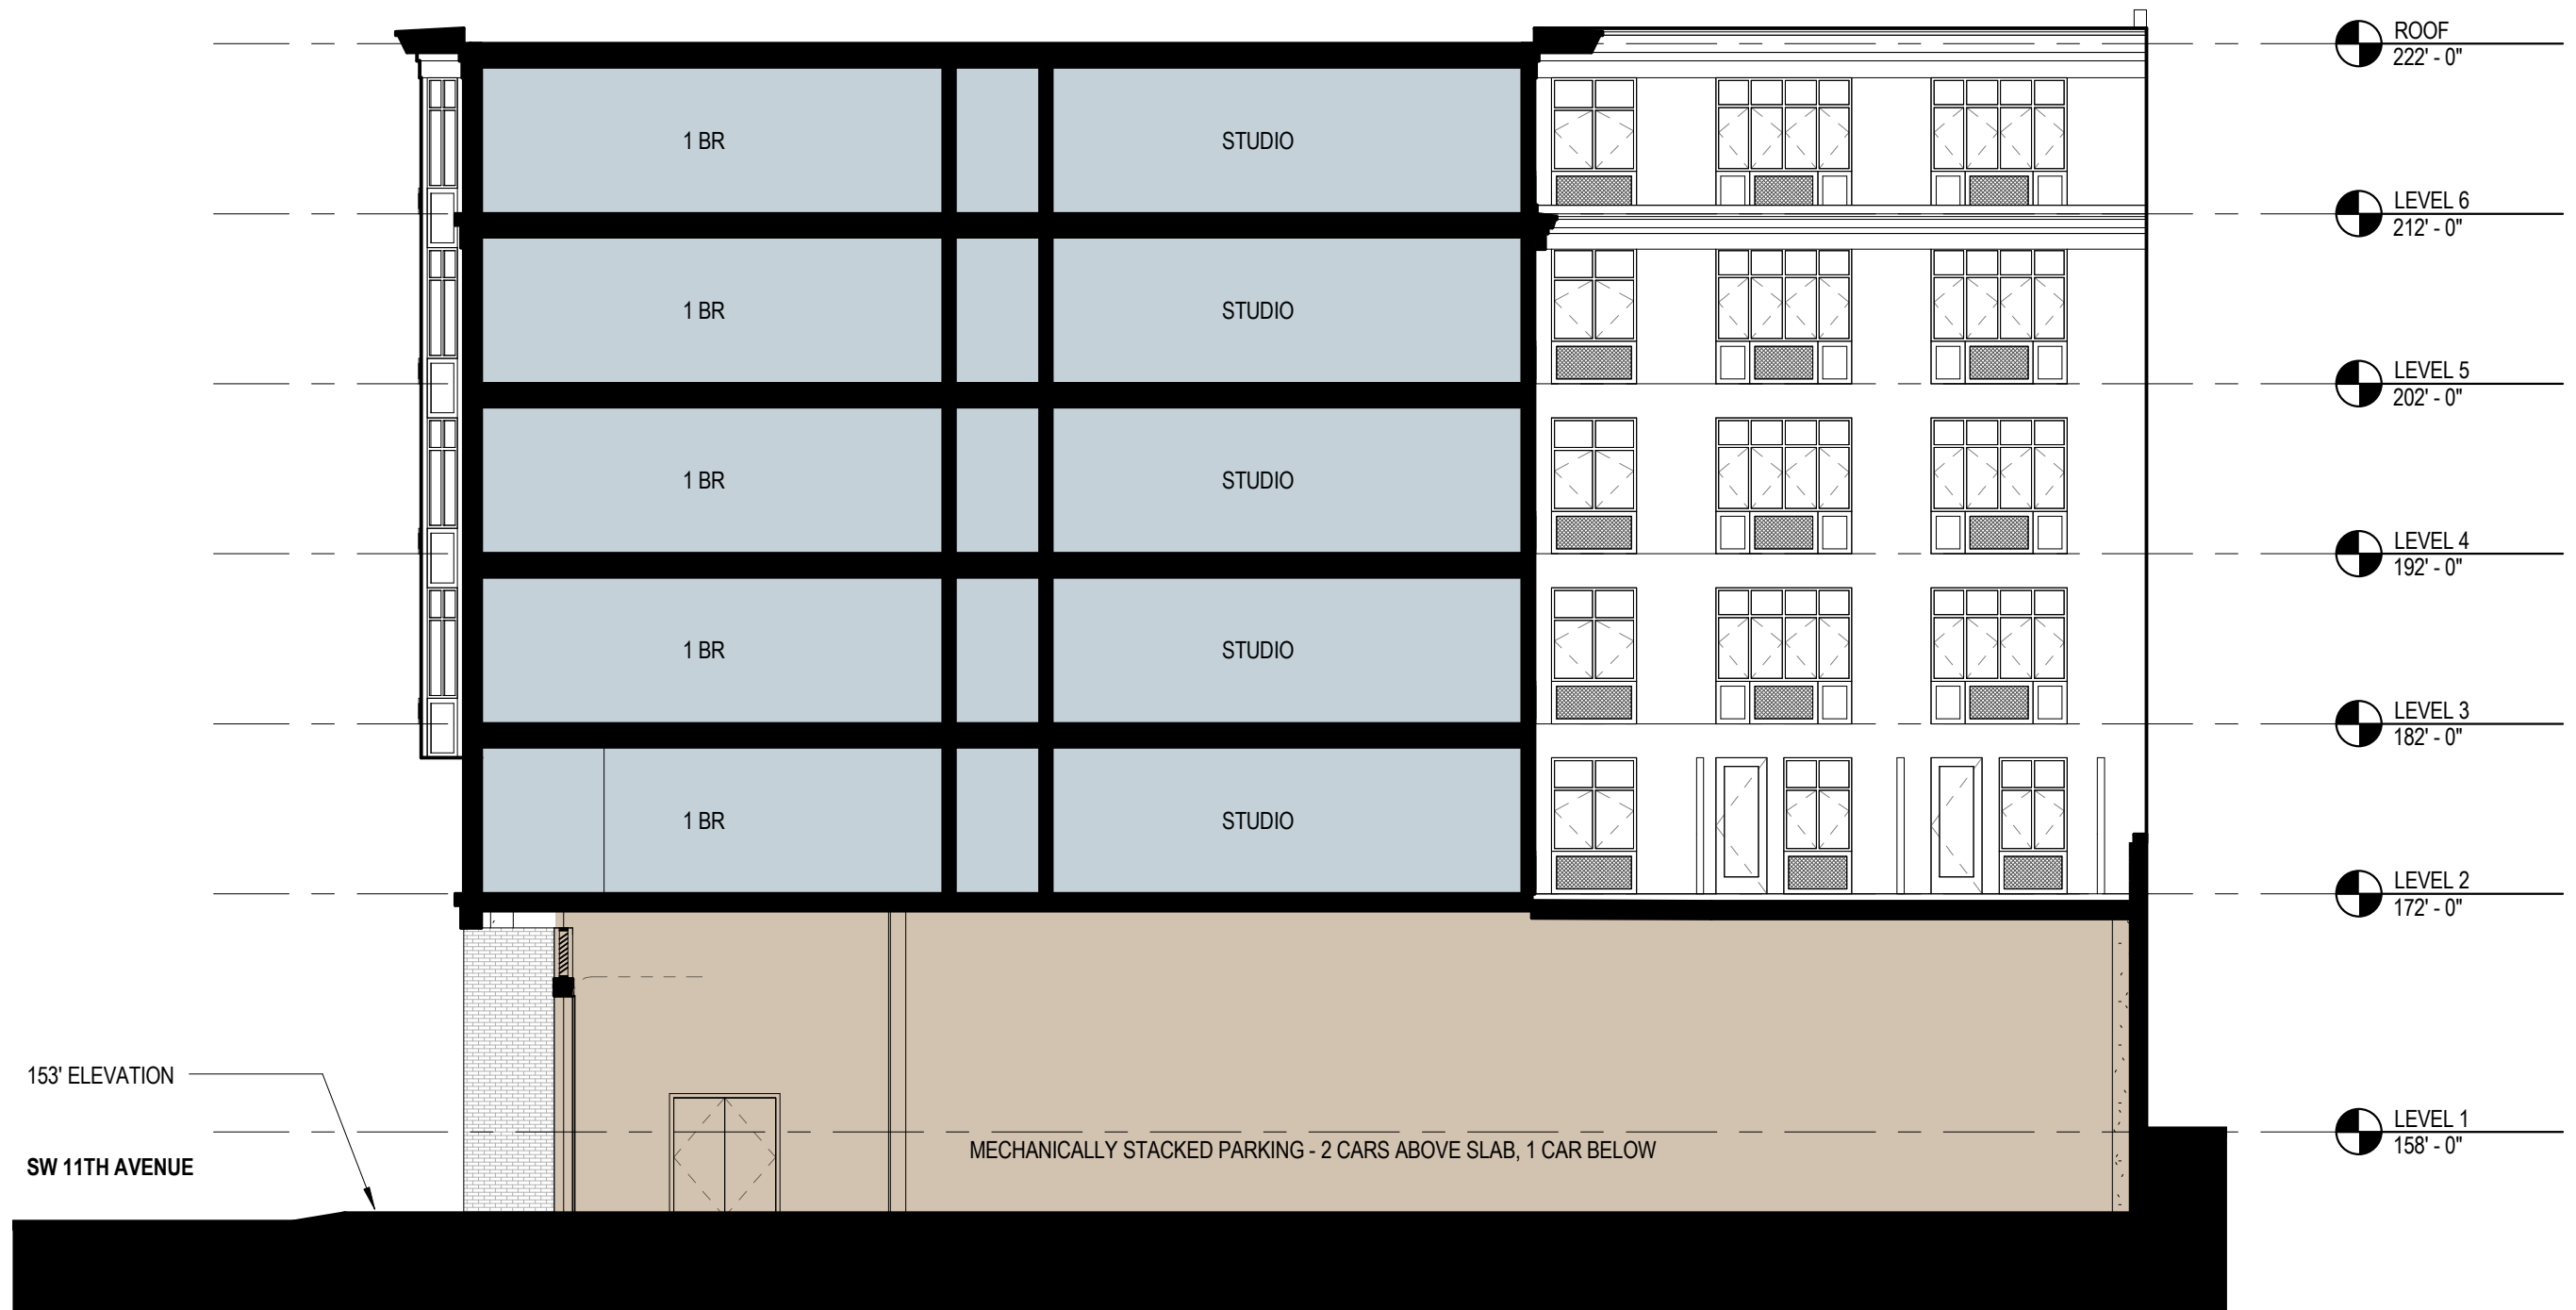 ROOF
222' - 0"
1 BR
STUDIO
LEVEL 6
212' - 0"
1 BR
STUDIO
LEVEL 5
202' - 0"
1 BR
STUDIO
LEVEL 4
192' - 0"
1 BR
STUDIO
LEVEL 3
182' - 0"
1 BR
STUDIO
LEVEL 2
172' - 0"
153' ELEVATION
LEVEL 1
158' - 0"
MECHANICALLY STACKED PARKING - 2 CARS ABOVE SLAB, 1 CAR BELOW
SW 11TH AVENUE